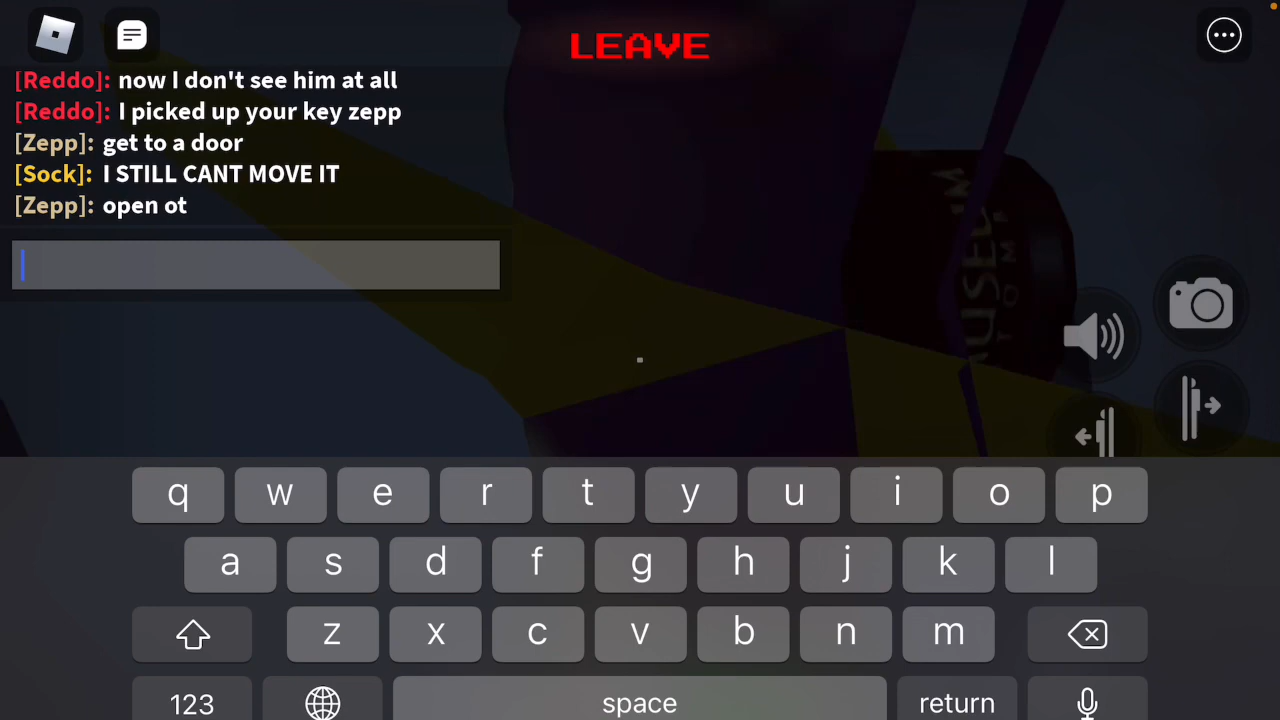 LEAVE
[Reddo]: now I don't see him at all
[Reddo]: I picked up your key zepp
[Zepp]: get to a door
[Sock]: I STILL CANT MOVE IT
[Zepp]: open ot
q w e r t y u i o p
a s d f g h j k l
z x c v b n m
123 space return